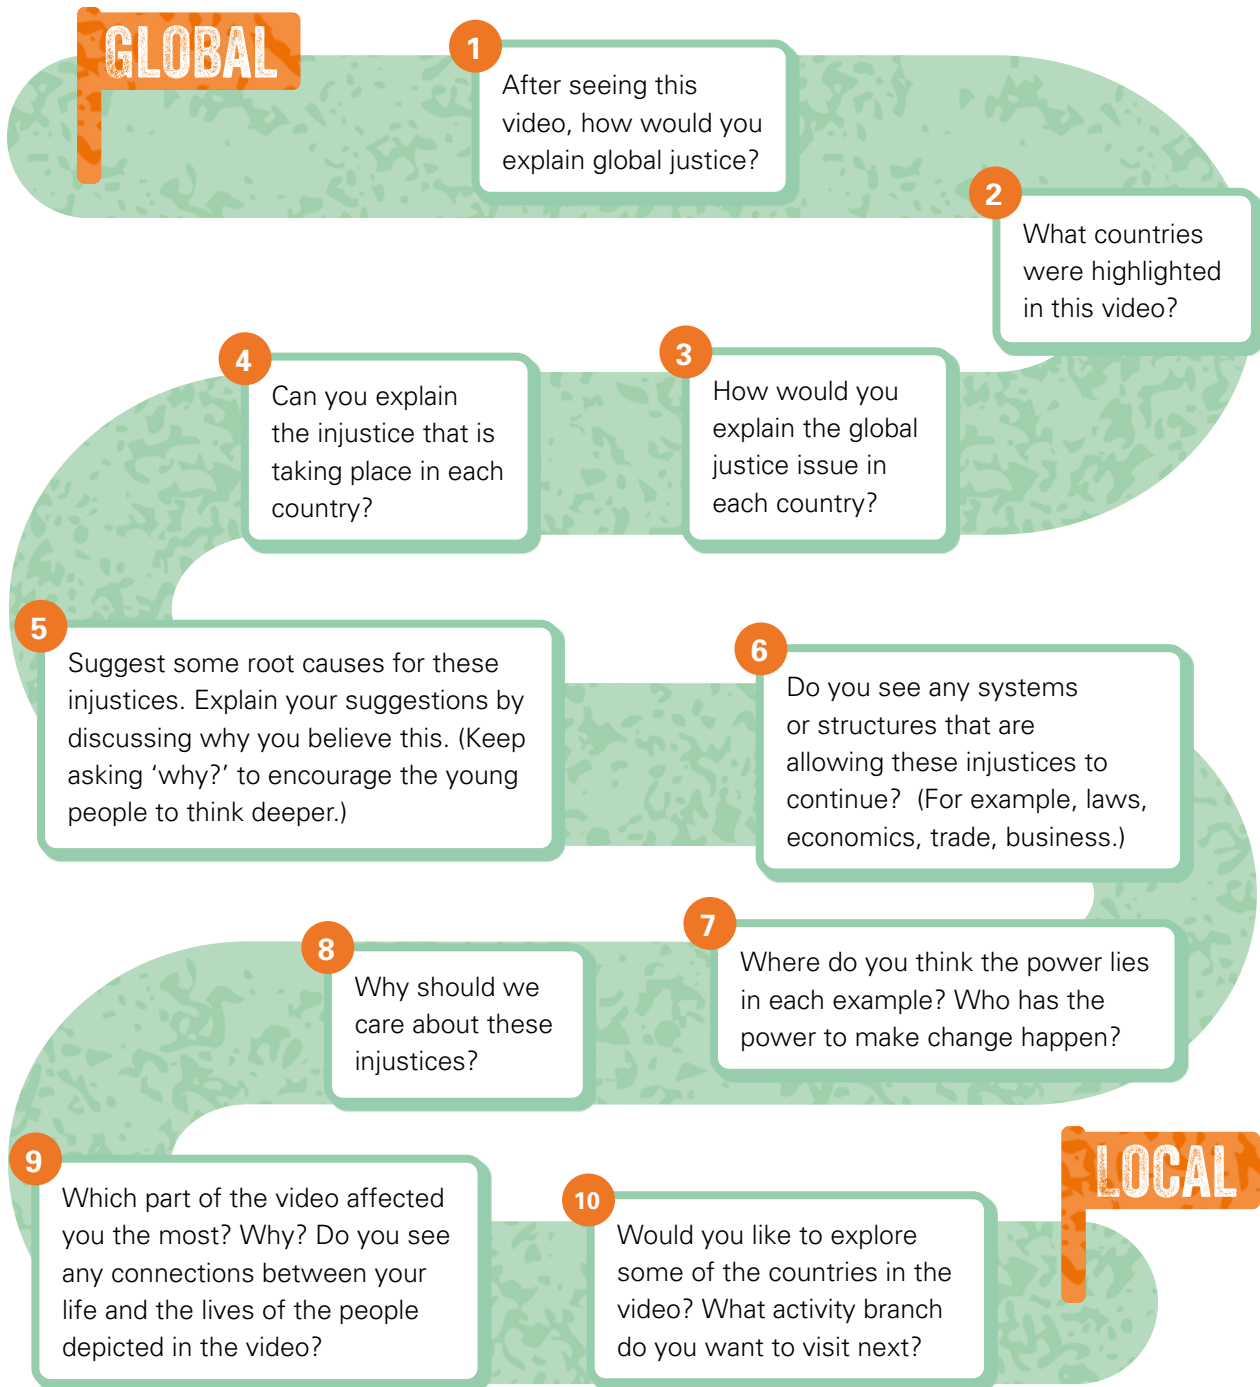 GLOBAL
1
After seeing this
video, how would you
explain global justice?
2
What countries
were highlighted
in this video?
3
How would you
explain the global
justice issue in
each country?
4
Can you explain
the injustice that is
taking place in each
country?
5
Suggest some root causes for these
injustices. Explain your suggestions by
discussing why you believe this. (Keep
asking ‘why?’ to encourage the young
people to think deeper.)
6
Do you see any systems
or structures that are
allowing these injustices to
continue?  (For example, laws,
economics, trade, business.)
7
Where do you think the power lies
in each example? Who has the
power to make change happen?
8
Why should we
care about these
injustices?
9
Which part of the video affected
you the most? Why? Do you see
any connections between your
life and the lives of the people
depicted in the video?
10
Would you like to explore
some of the countries in the
video? What activity branch
do you want to visit next?
LOCAL